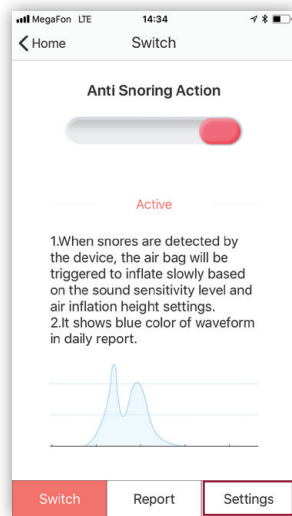 MegaFon LTE 14:34
Home Switch
Anti Snoring Action
Active
1.When snores are detected by
the device, the air bag will be
triggered to inflate slowly based
on the sound sensitivity level and
air inflation height settings.
2.It shows blue color of waveform
in daily report.
Switch Report Settings